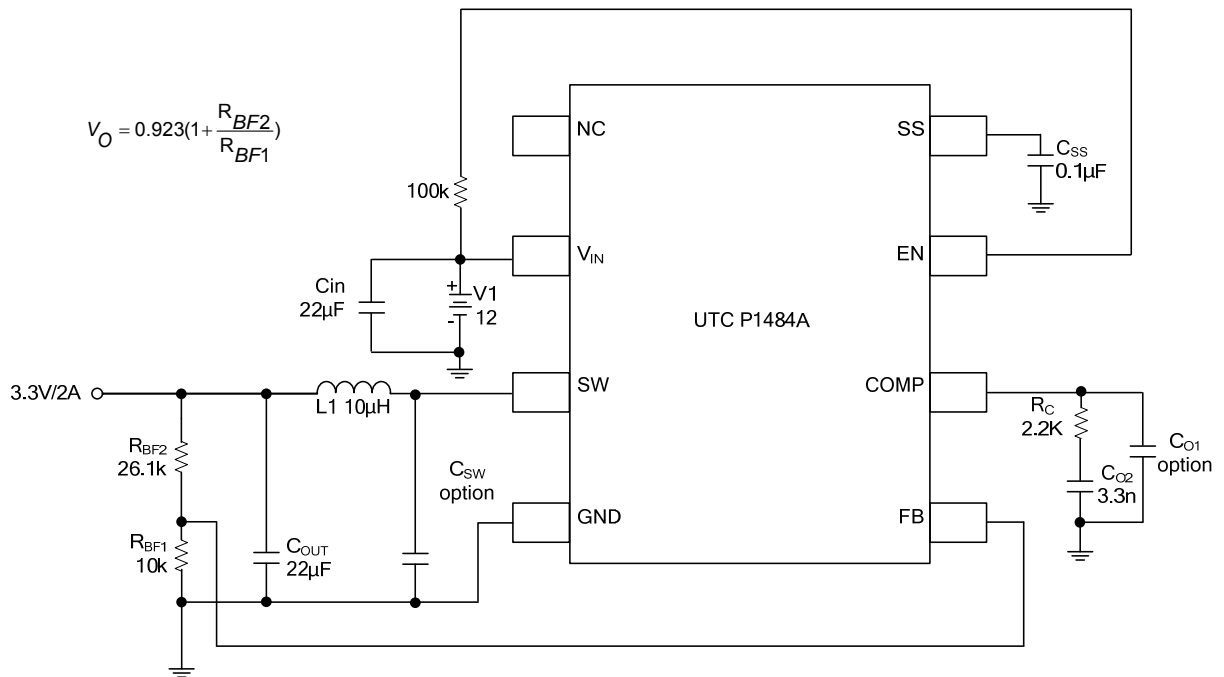 V_O = 0.923(1 + R_BF2 / R_BF1)
NC
SS
C_SS
0.1µF
100k
V_IN
EN
Cin
22µF
+
V1
-
12
UTC P1484A
3.3V/2A
SW
COMP
L1 10µH
R_C
2.2K
C_O1
option
R_BF2
26.1k
C_SW
option
C_O2
3.3n
GND
FB
R_BF1
10k
C_OUT
22µF